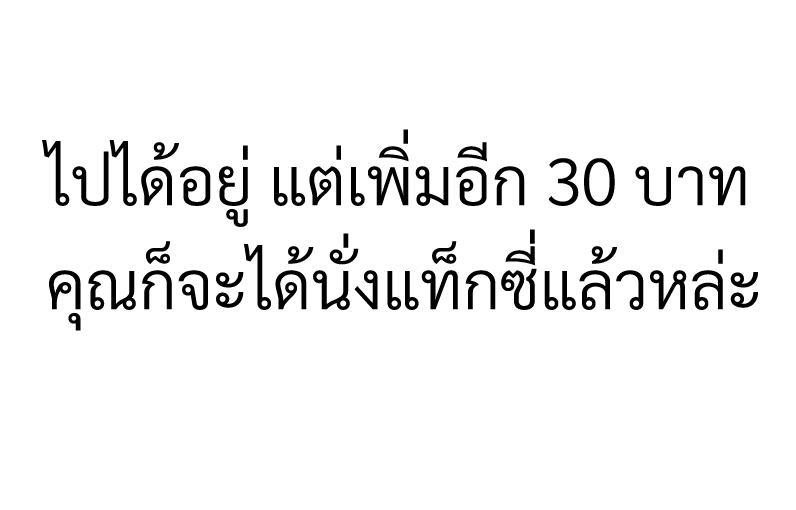 ไปได้อยู่ แต่เพิ่มอีก 30 บาท
คุณก็จะได้นั่งแท็กซี่แล้วหล่ะ